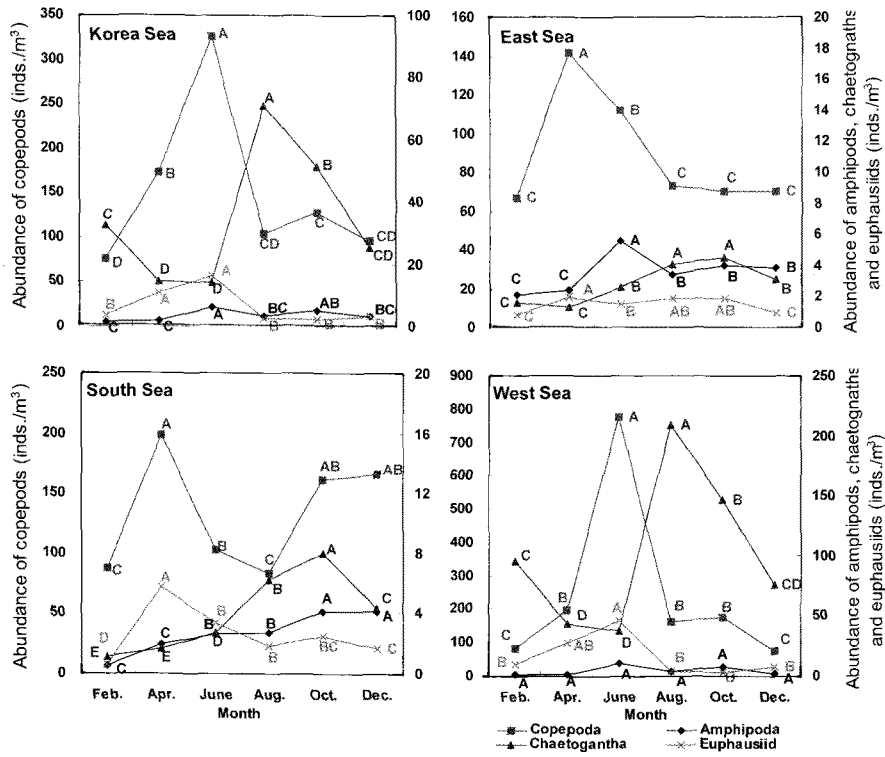 Korea Sea
Abundance of copepods (inds./m³)
350
300
250
200
150
100
50
0
100
80
60
40
20
0
A
B
D
CD
C
CD
C
D
D
A
B
CD
B
A
A
B
B
B
C
C
A
BC
AB
BC
East Sea
160
140
120
100
80
60
40
20
0
20
18
16
14
12
10
8
6
4
2
0
Abundance of amphipods, chaetognaths
and euphausiids (inds./m³)
C
A
B
C
C
C
C
C
A
B
B
B
C
C
B
A
A
B
C
A
B
AB
AB
C
South Sea
Abundance of copepods (inds./m³)
250
200
150
100
50
0
20
16
12
8
4
0
C
A
B
C
AB
AB
D
A
B
B
BC
C
E
E
D
B
A
C
C
C
B
B
A
A
Feb.
Apr.
June
Aug.
Oct.
Dec.
Month
West Sea
900
800
700
600
500
400
300
200
100
0
250
200
150
100
50
0
Abundance of amphipods, chaetognaths
and euphausiids (inds./m³)
C
B
A
B
B
C
C
D
D
A
B
CD
B
AB
A
B
B
B
A
A
A
A
A
A
Feb.
Apr.
June
Aug.
Oct.
Dec.
Month
Copepoda
Amphipoda
Chaetogantha
Euphausiid